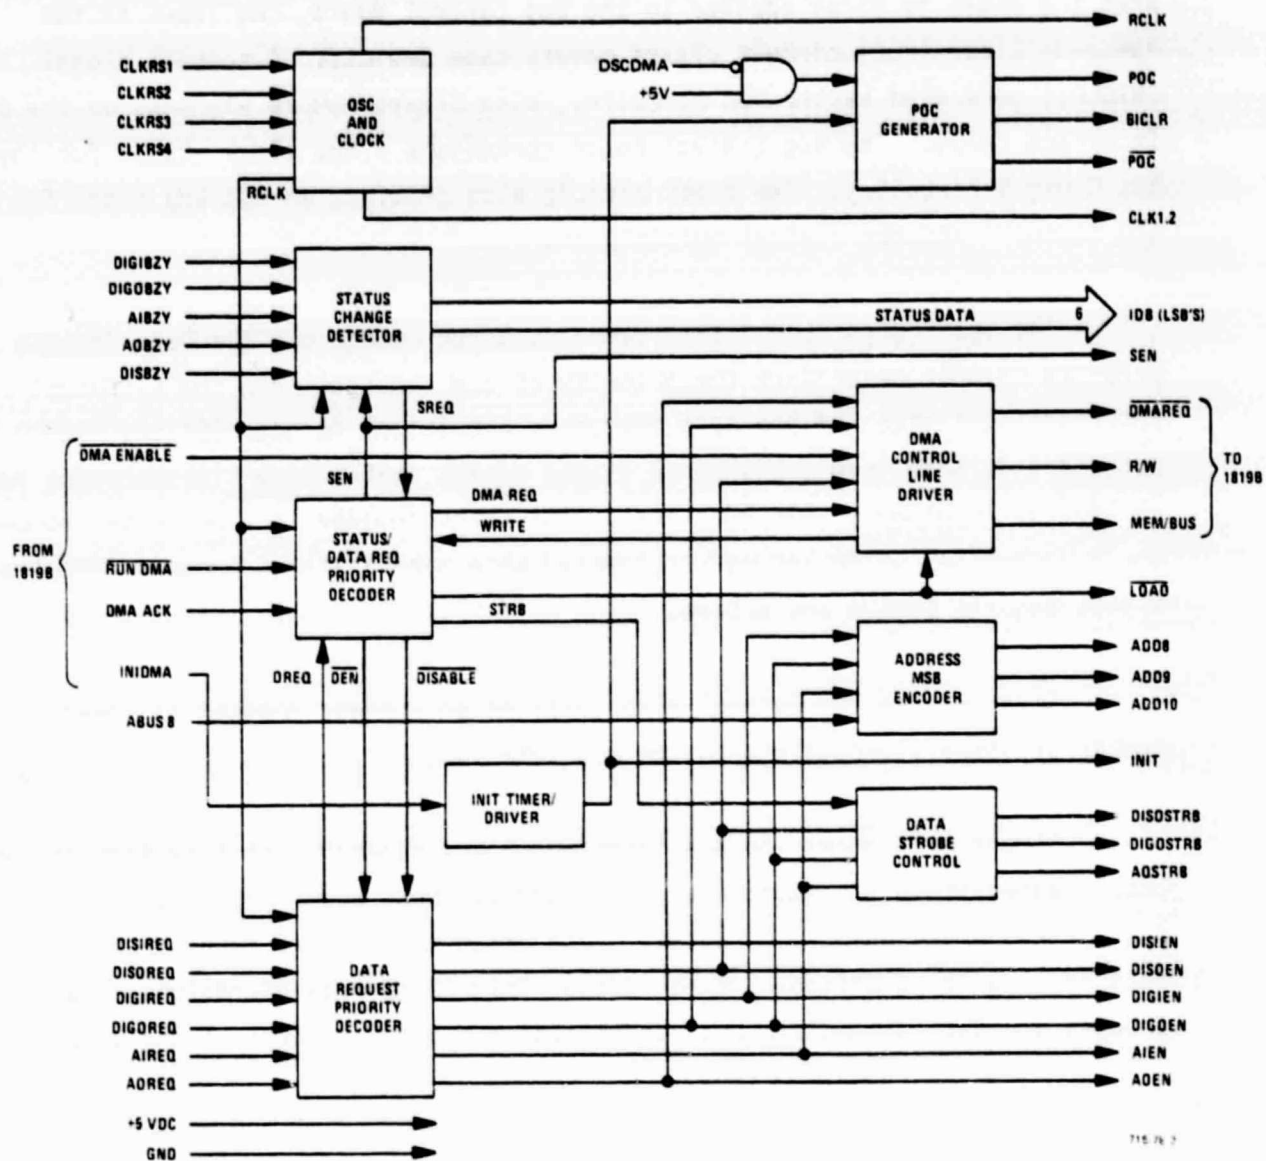 RCLK
CLKRS1
CLKRS2
CLKRS3
CLKRS4
OSC
AND
CLOCK
RCLK
DSCDMA
+5V
POC
GENERATOR
POC
BICLR
POC
CLK1.2
DIGIBZY
DIGOBZY
AIBZY
AOBZY
DISBZY
STATUS
CHANGE
DETECTOR
STATUS DATA
6
IDB (LSB'S)
SEN
SREQ
DMA ENABLE
SEN
DMA REQ
WRITE
DMA
CONTROL
LINE
DRIVER
DMAREQ
R/W
MEM/BUS
TO
1819B
FROM
1819B
RUN DMA
DMA ACK
INIDMA
STATUS/
DATA REQ
PRIORITY
DECODER
STRB
LOAD
DREQ
DEN
DISABLE
ABUS 8
ADDRESS
MSB
ENCODER
ADD8
ADD9
ADD10
INIT TIMER/
DRIVER
INIT
DATA
STROBE
CONTROL
DISOSTRB
DIGOSTRB
AOSTRB
DISIREQ
DISOREQ
DIGIREQ
DIGOREQ
AIREQ
AOREQ
DATA
REQUEST
PRIORITY
DECODER
DISIEN
DISOEN
DIGIEN
DIGOEN
AIEN
AOEN
+5 VDC
GND